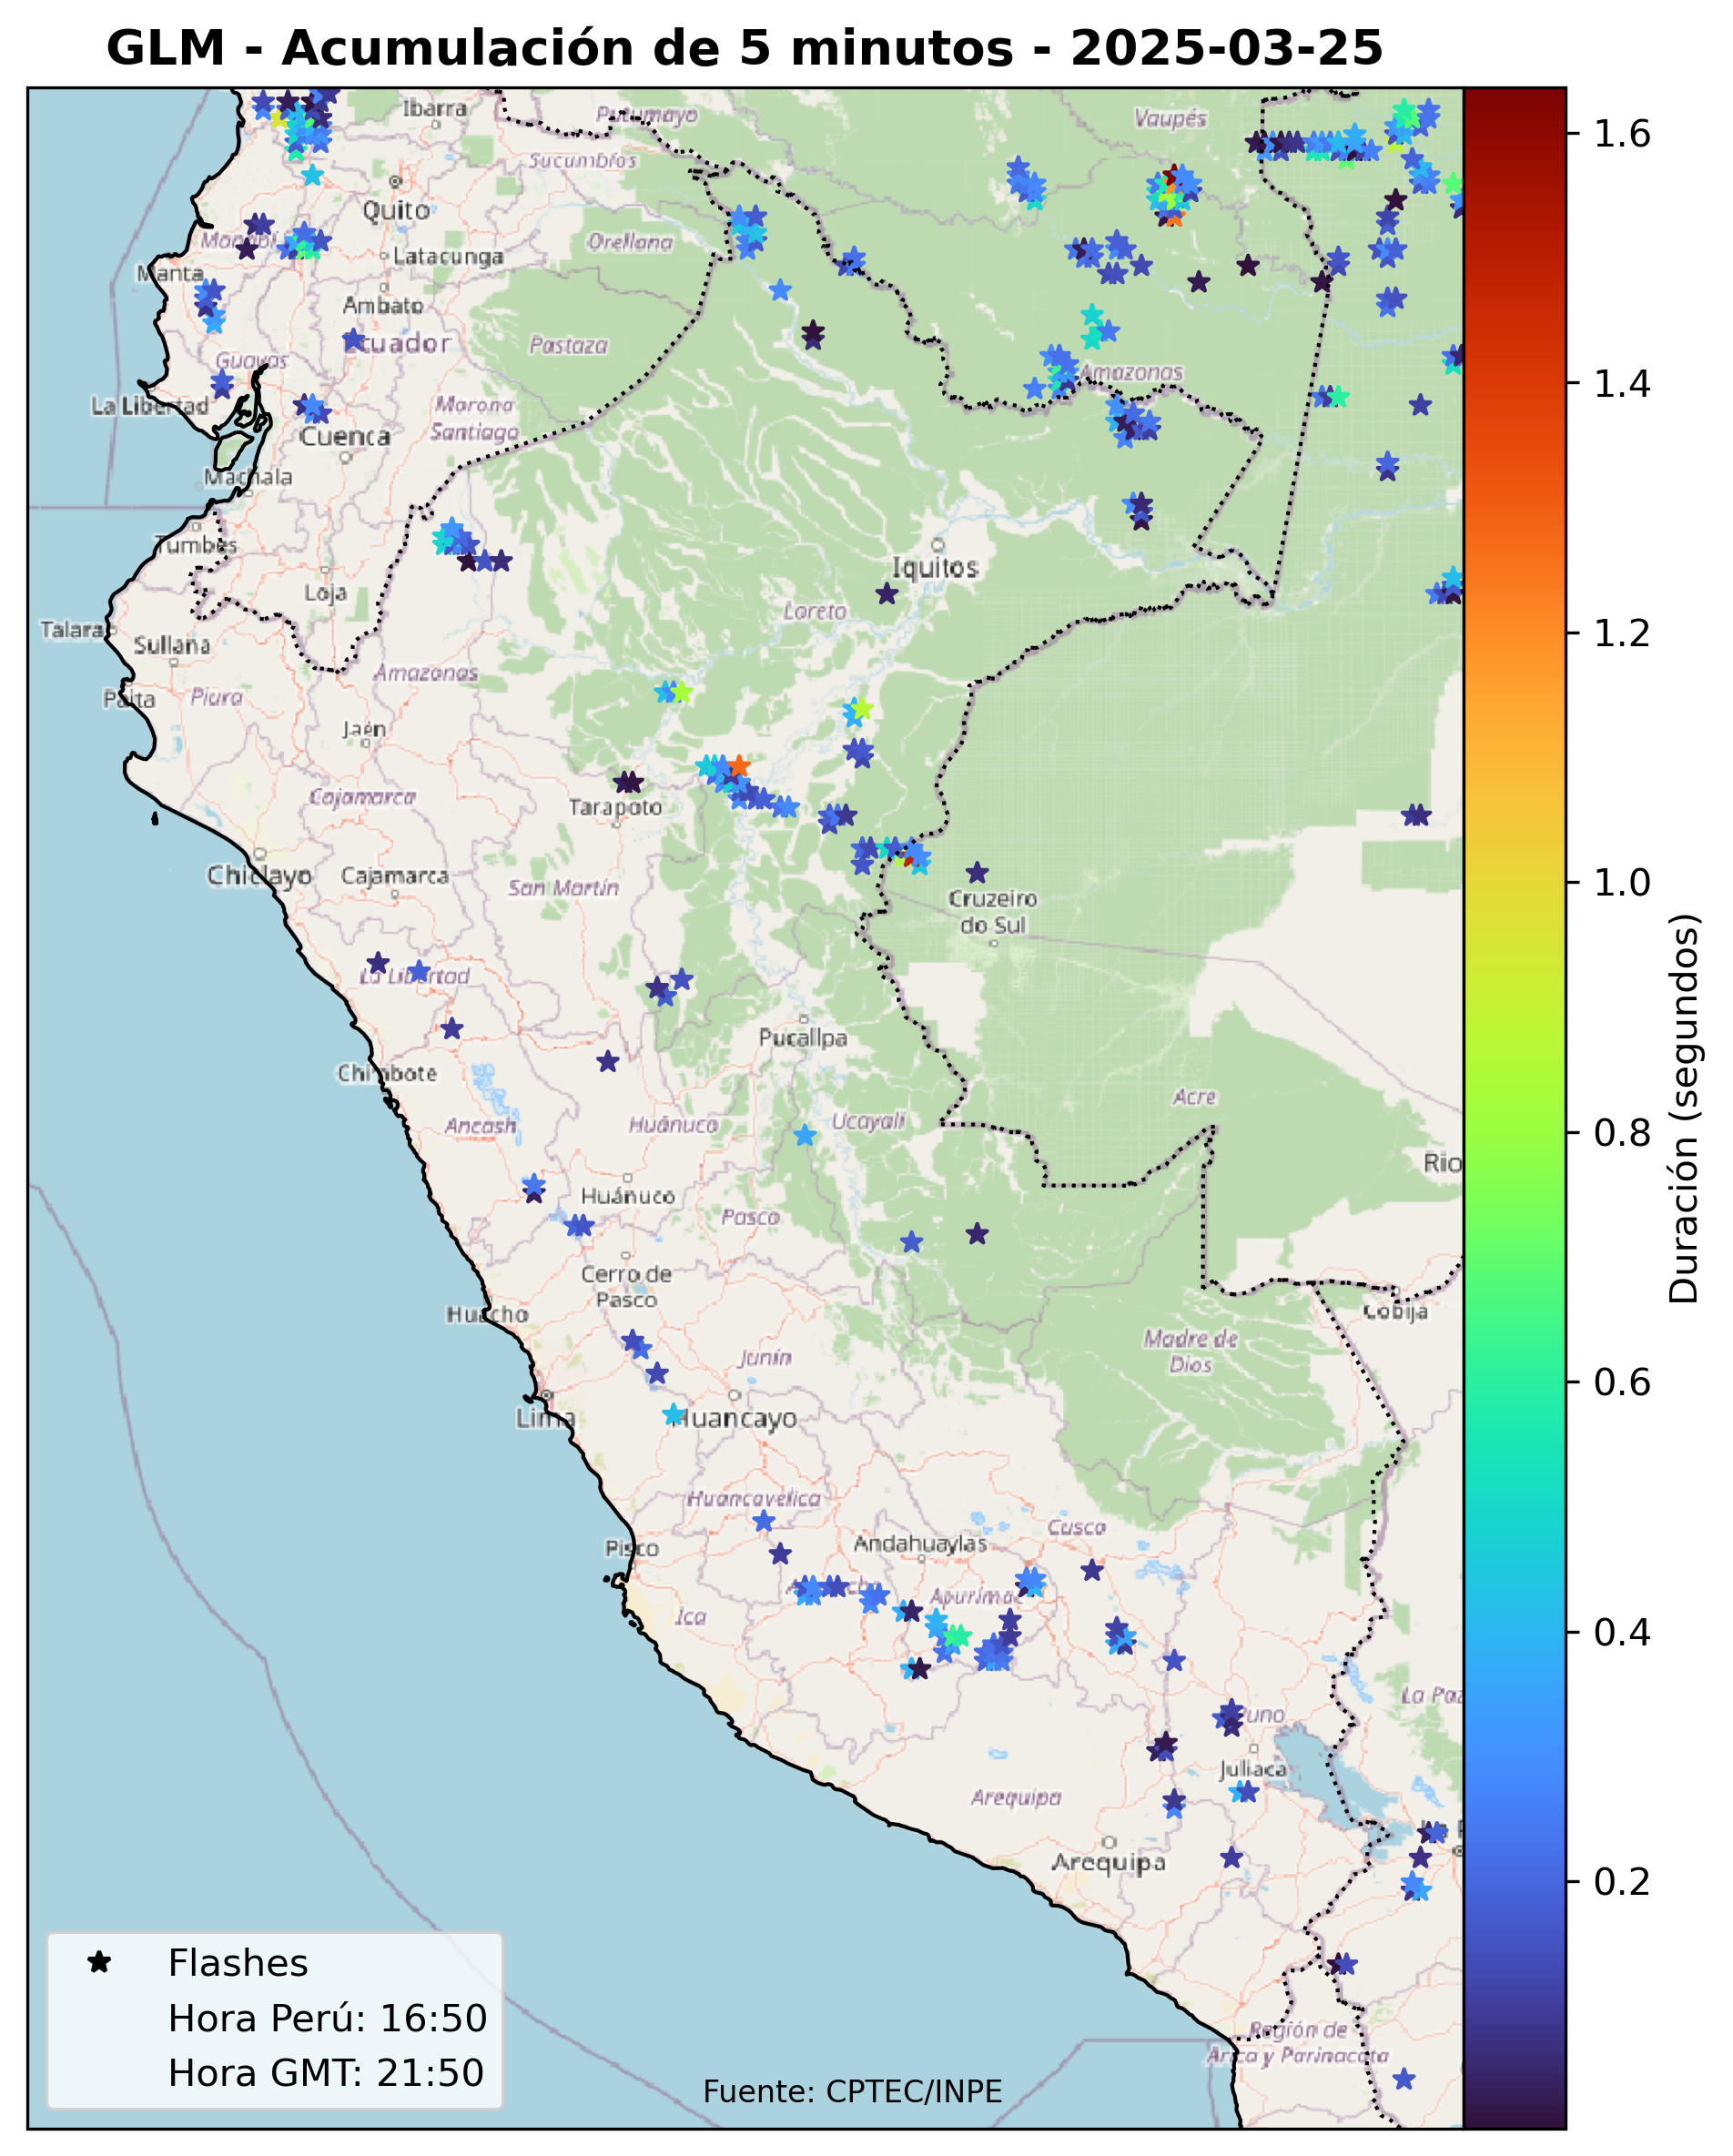 GLM - Acumulación de 5 minutos - 2025-03-25
Ibarra
Putumayo
Vaupés
Sucumbíos
Quito
Manabí
Orellana
Latacunga
Manta
Ambato
Ecuador
Pastaza
Guayas
Amazonas
La Libertad
Morona
Santiago
Cuenca
Machala
Tumbes
Iquitos
Loja
Loreto
Talara
Sullana
Amazonas
Paita
Piura
Jaén
Cajamarca
Tarapoto
Chiclayo
Cajamarca
San Martín
Cruzeiro
do Sul
La Libertad
Pucallpa
Chimbote
Acre
Ancash
Huánuco
Ucayali
Rio
Huánuco
Pasco
Cerro de
Pasco
Huacho
Cobija
Madre de
Dios
Junín
Lima
Huancayo
Huancavelica
Cusco
Pisco
Andahuaylas
Ayacucho
Apurímac
Ica
La Paz
Puno
Juliaca
Arequipa
Arequipa
Región de
Arica y Parinacota
Flashes
Hora Perú: 16:50
Hora GMT: 21:50
Fuente: CPTEC/INPE
1.6
1.4
1.2
1.0
0.8
0.6
0.4
0.2
Duración (segundos)